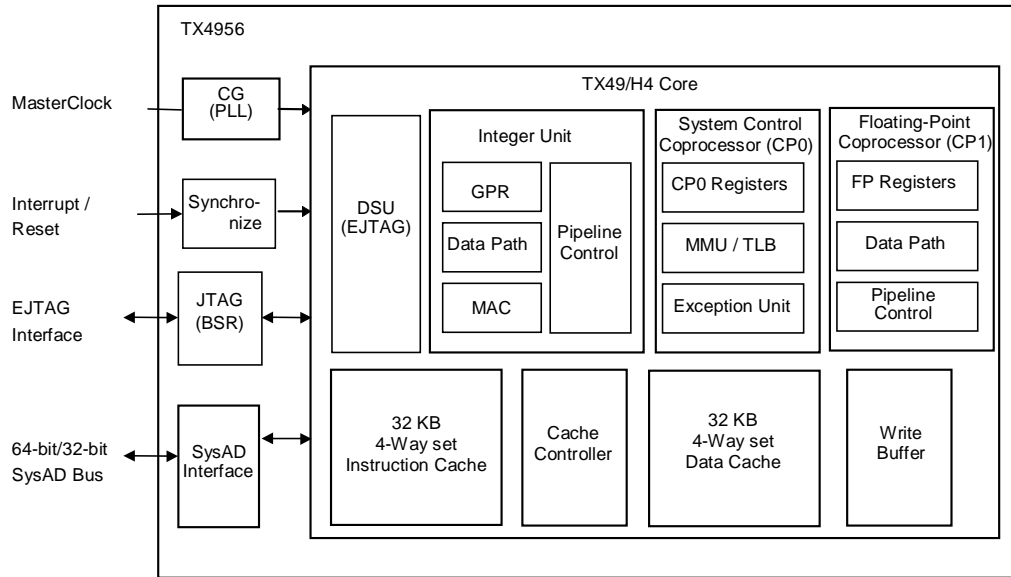 TX4956
MasterClock
CG
(PLL)
TX49/H4 Core
Interrupt /
Reset
Synchro-
nize
EJTAG
Interface
JTAG
(BSR)
64-bit/32-bit
SysAD Bus
SysAD
Interface
DSU
(EJTAG)
Integer Unit
GPR
Data Path
MAC
Pipeline
Control
System Control
Coprocessor (CP0)
CP0 Registers
MMU / TLB
Exception Unit
Floating-Point
Coprocessor (CP1)
FP Registers
Data Path
Pipeline
Control
32 KB
4-Way set
Instruction Cache
Cache
Controller
32 KB
4-Way set
Data Cache
Write
Buffer